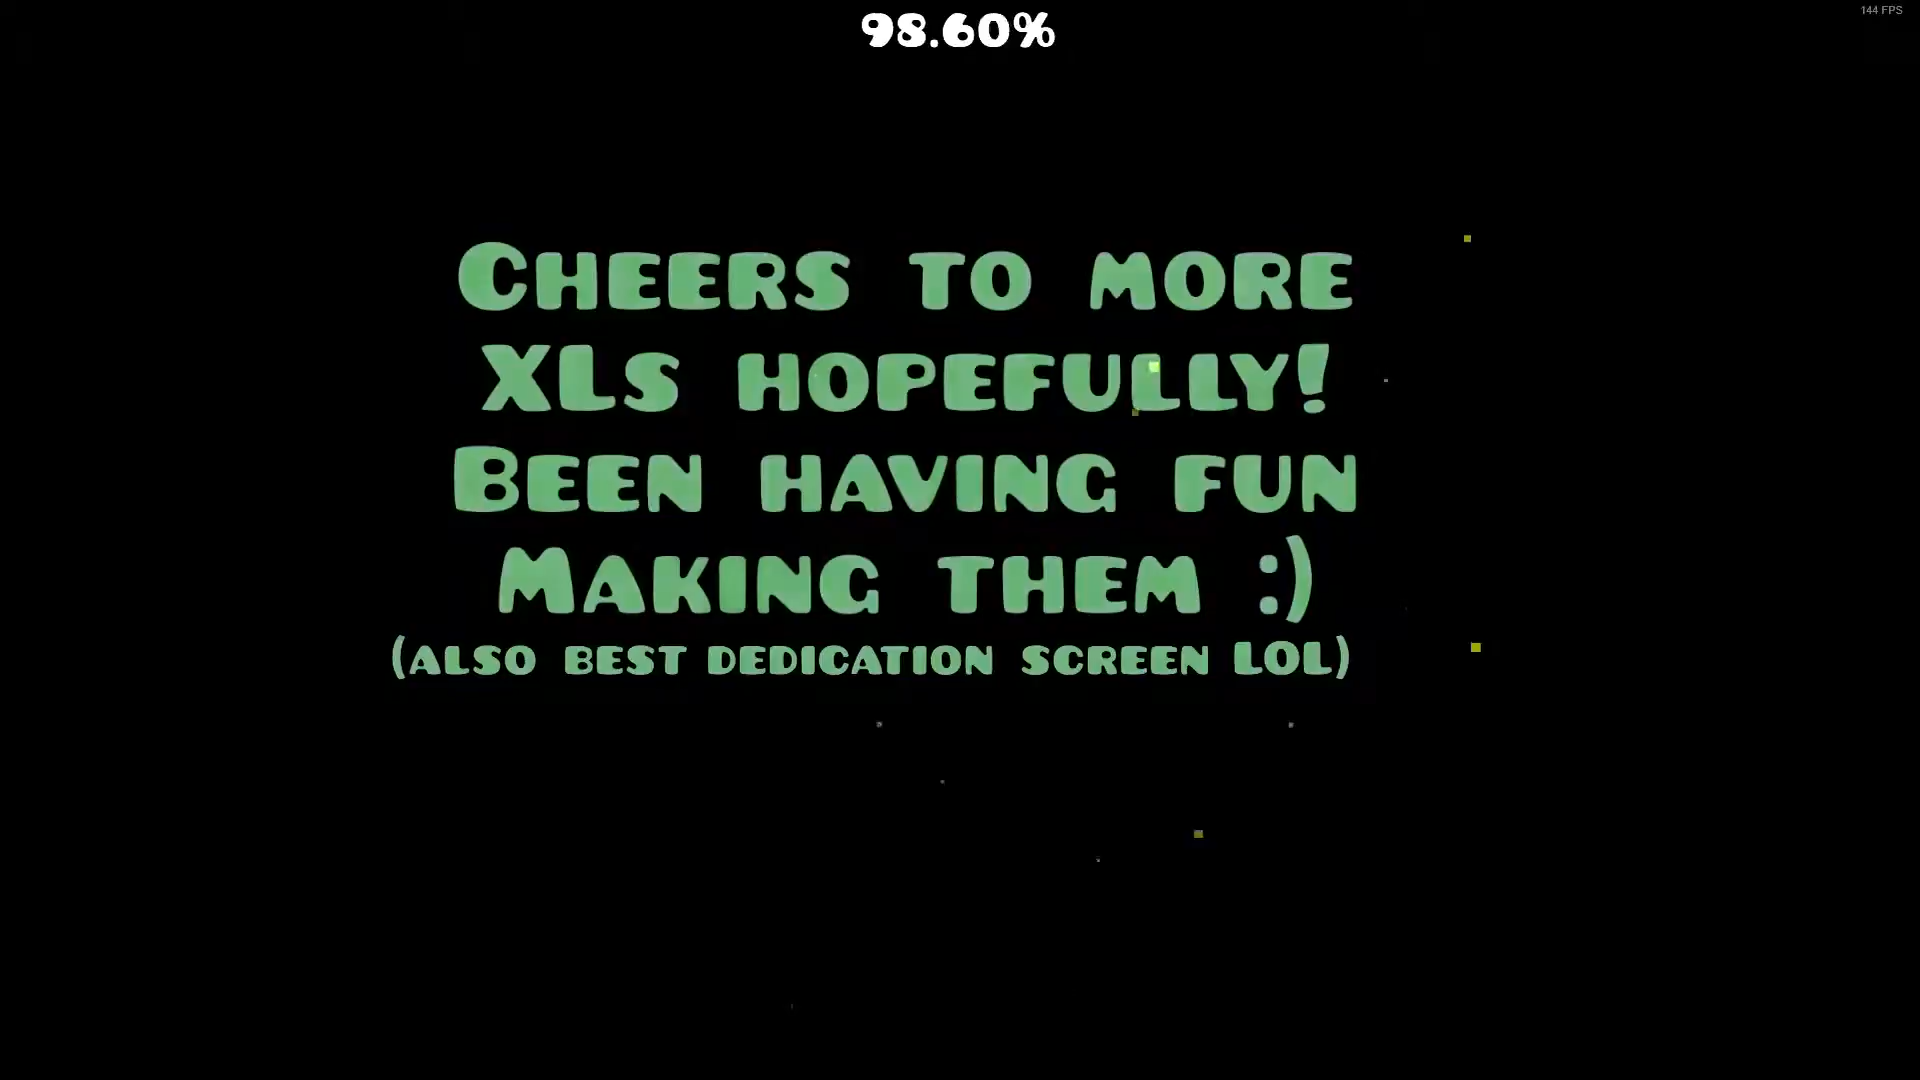 98.60%
144 FPS
Cheers to more
XLs hopefully!
Been having fun
Making them :)
(also best dedication screen LOL)